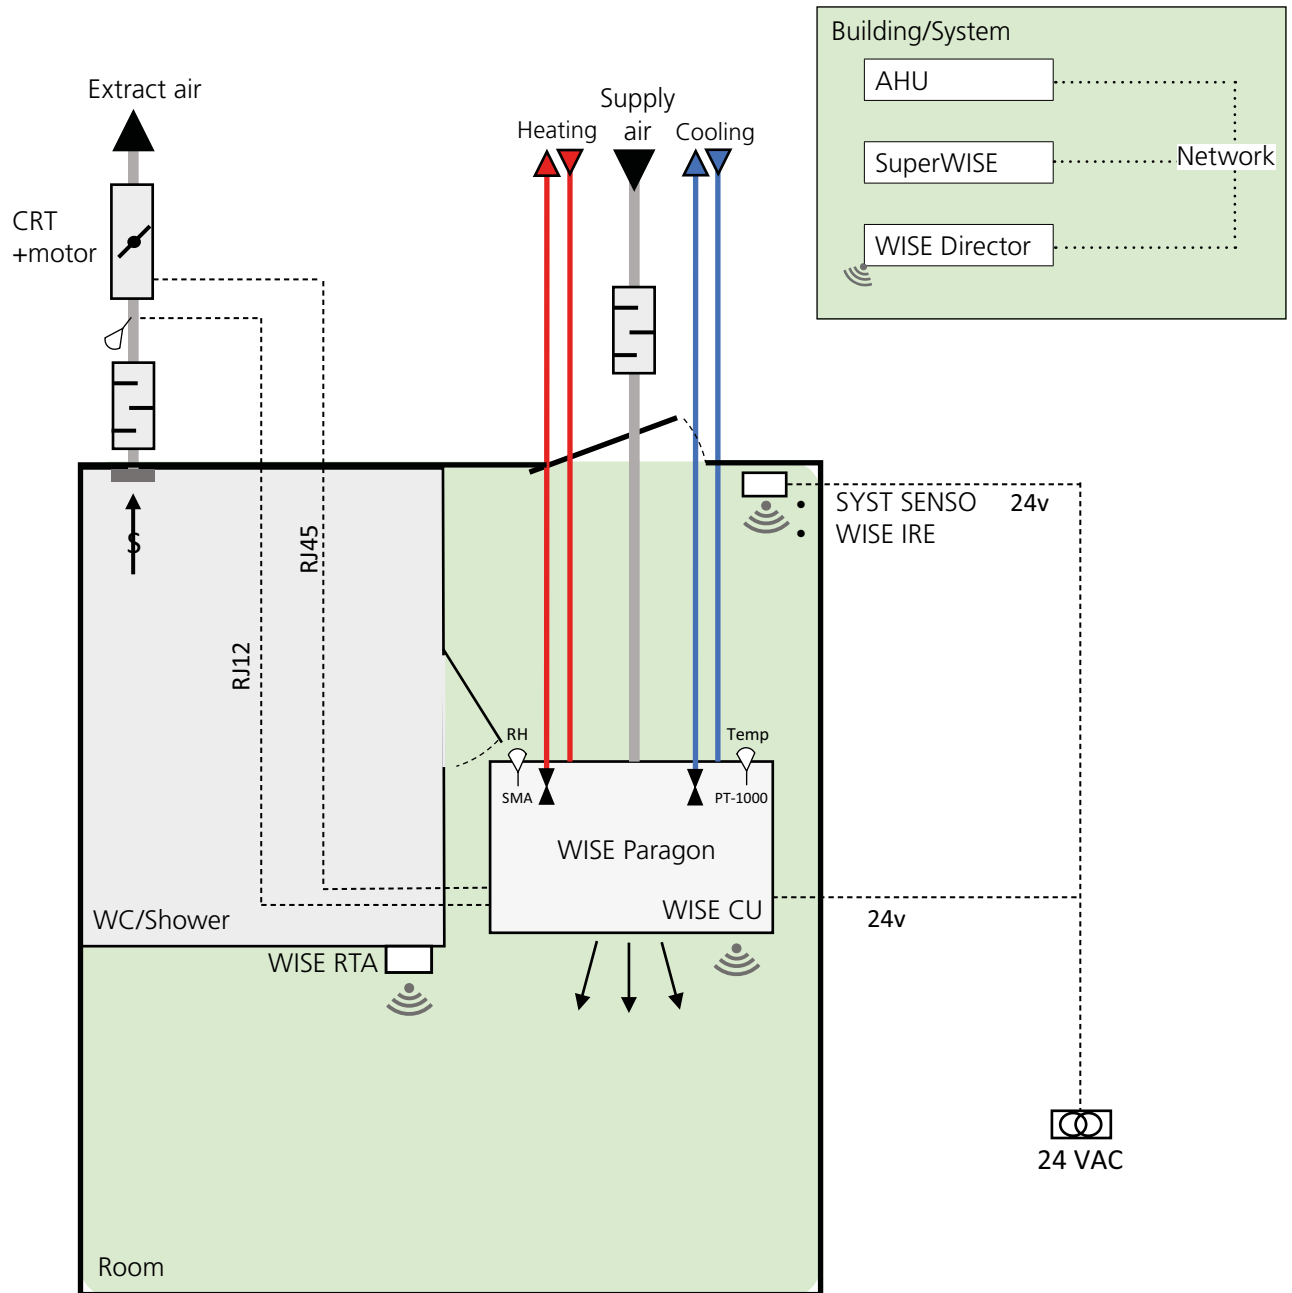 Building/System
AHU
SuperWISE
Network
WISE Director
Extract air
Heating
Supply
air
Cooling
CRT
+motor
SYST SENSO
WISE IRE
24v
S
RJ45
RJ12
RH
Temp
SMA
PT-1000
WISE Paragon
WISE CU
24v
WC/Shower
WISE RTA
24 VAC
Room